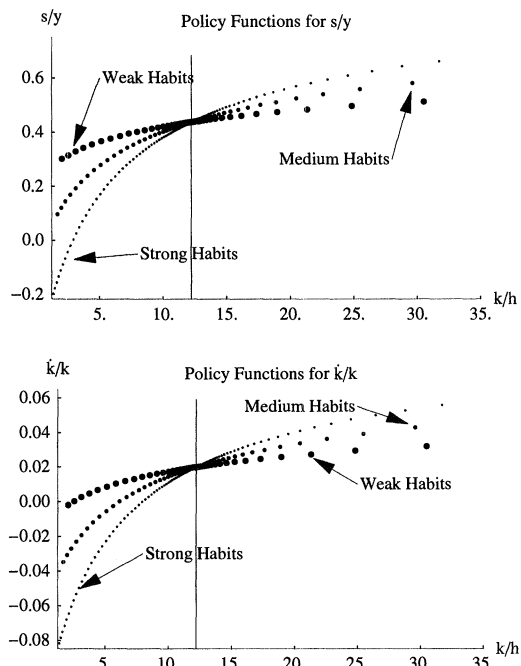 s/y
Policy Functions for s/y
0.6
Weak Habits
0.4
Medium Habits
0.2
0.0
Strong Habits
−0.2
k/h
5. 10. 15. 20. 25. 30. 35.
k̇/k
Policy Functions for k̇/k
0.06
Medium Habits
0.04
0.02
Weak Habits
0.00
−0.02
Strong Habits
−0.04
−0.06
−0.08
k/h
5. 10. 15. 20. 25. 30. 35.